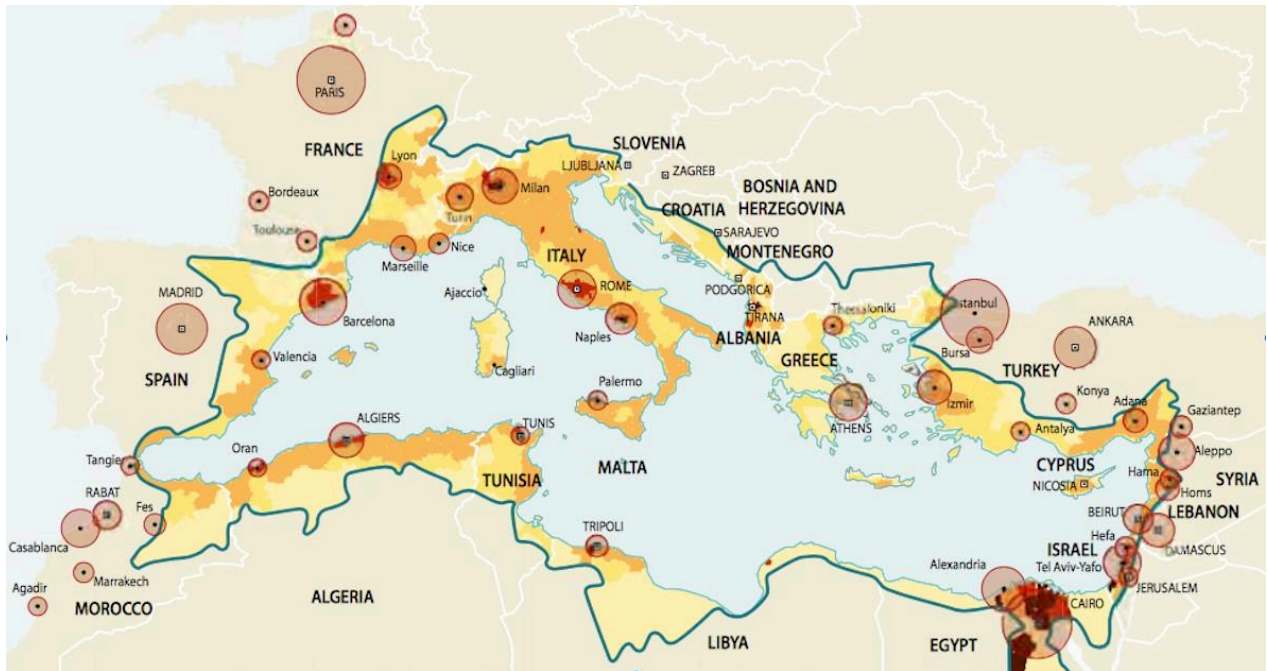 PARIS
FRANCE
SLOVENIA
Lyon
LJUBLJANA
ZAGREB
Bordeaux
Milan
Turin
BOSNIA AND
HERZEGOVINA
CROATIA
Toulouse
SARAJEVO
Nice
Marseille
ITALY
MONTENEGRO
MADRID
Ajaccio
ROME
PODGORICA
Barcelona
TIRANA
Istanbul
Thessaloniki
ANKARA
Naples
ALBANIA
Bursa
Valencia
GREECE
SPAIN
Cagliari
TURKEY
Palermo
Izmir
Konya
ALGIERS
ATHENS
Adana
Gaziantep
TUNIS
Antalya
Oran
Aleppo
Tangier
MALTA
CYPRUS
TUNISIA
Hama
SYRIA
NICOSIA
RABAT
Homs
Fes
BEIRUT
LEBANON
TRIPOLI
Casablanca
Hefa
DAMASCUS
ISRAEL
Alexandria
Tel Aviv-Yafo
Marrakech
JERUSALEM
Agadir
ALGERIA
CAIRO
MOROCCO
LIBYA
EGYPT